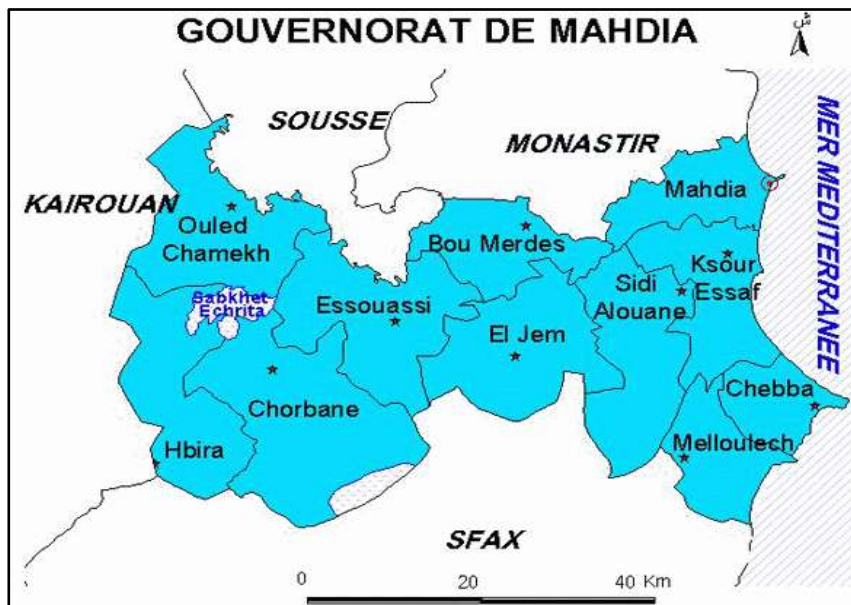 GOUVERNORAT DE MAHDIA
SOUSSE
MONASTIR
MER MEDITERRANEE
KAIROUAN
Mahdia
Ouled
Chamekh
Bou Merdes
Ksour
Essaf
Sidi
Alouane
Sabkhet
Echrita
Essouassi
El Jem
Chorbane
Chebba
Hbira
Melloulech
SFAX
0
20
40 Km